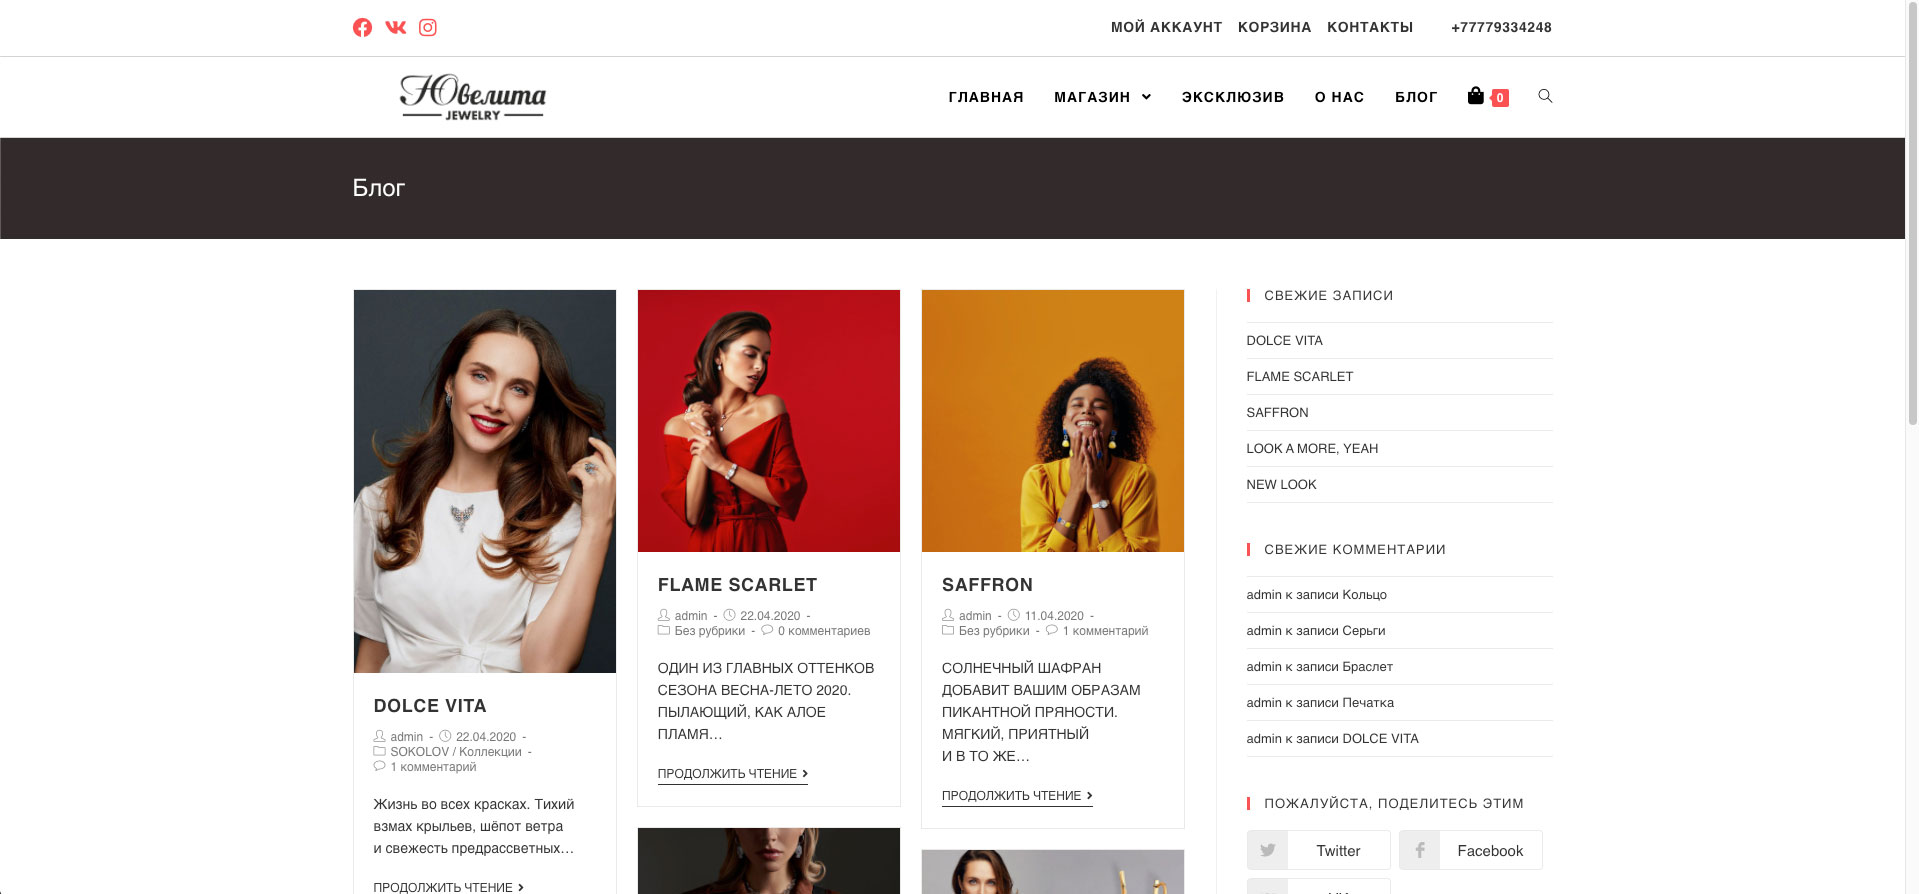 МОЙ АККАУНТ КОРЗИНА КОНТАКТЫ +77779334248
Ювелита
JEWELRY
ГЛАВНАЯ МАГАЗИН ЭКСКЛЮЗИВ О НАС БЛОГ 0
Блог
DOLCE VITA
admin - 22.04.2020 -
SOKOLOV / Коллекции -
1 комментарий
Жизнь во всех красках. Тихий
взмах крыльев, шёпот ветра
и свежесть предрассветных…
ПРОДОЛЖИТЬ ЧТЕНИЕ
FLAME SCARLET
admin - 22.04.2020 -
Без рубрики - 0 комментариев
ОДИН ИЗ ГЛАВНЫХ ОТТЕНКОВ
СЕЗОНА ВЕСНА-ЛЕТО 2020.
ПЫЛАЮЩИЙ, КАК АЛОЕ
ПЛАМЯ…
ПРОДОЛЖИТЬ ЧТЕНИЕ
SAFFRON
admin - 11.04.2020 -
Без рубрики - 1 комментарий
СОЛНЕЧНЫЙ ШАФРАН
ДОБАВИТ ВАШИМ ОБРАЗАМ
ПИКАНТНОЙ ПРЯНОСТИ.
МЯГКИЙ, ПРИЯТНЫЙ
И В ТО ЖЕ…
ПРОДОЛЖИТЬ ЧТЕНИЕ
СВЕЖИЕ ЗАПИСИ
DOLCE VITA
FLAME SCARLET
SAFFRON
LOOK A MORE, YEAH
NEW LOOK
СВЕЖИЕ КОММЕНТАРИИ
admin к записи Кольцо
admin к записи Серьги
admin к записи Браслет
admin к записи Печатка
admin к записи DOLCE VITA
ПОЖАЛУЙСТА, ПОДЕЛИТЕСЬ ЭТИМ
Twitter Facebook